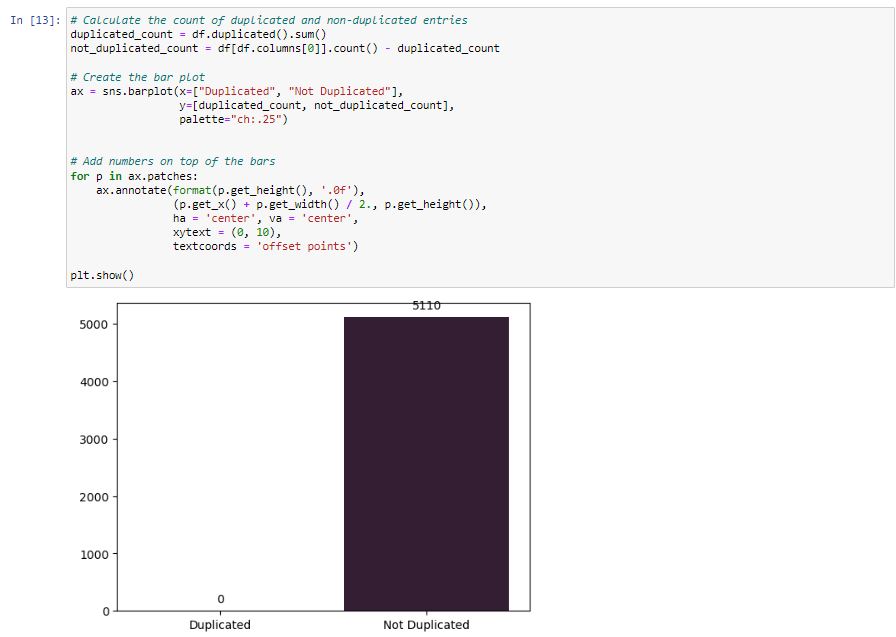 In [13]:
# Calculate the count of duplicated and non-duplicated entries
duplicated_count = df.duplicated().sum()
not_duplicated_count = df[df.columns[0]].count() - duplicated_count
# Create the bar plot
ax = sns.barplot(x=["Duplicated", "Not Duplicated"],
y=[duplicated_count, not_duplicated_count],
palette="ch:.25")
# Add numbers on top of the bars
for p in ax.patches:
ax.annotate(format(p.get_height(), '.0f'),
(p.get_x() + p.get_width() / 2., p.get_height()),
ha = 'center', va = 'center',
xytext = (0, 10),
textcoords = 'offset points')
plt.show()
5110
5000
4000
3000
2000
1000
0
0
Duplicated
Not Duplicated